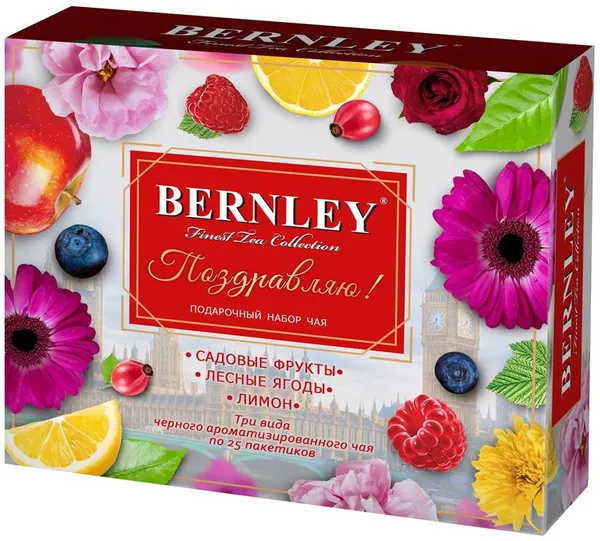 BERNLEY®
Finest Tea Collection
BERNLEY®
Finest Tea Collection
Поздравляю!
ПОДАРОЧНЫЙ НАБОР ЧАЯ
• САДОВЫЕ ФРУКТЫ •
• ЛЕСНЫЕ ЯГОДЫ •
• ЛИМОН •
Три вида
черного ароматизированного чая
по 25 пакетиков
BERNLEY®
Finest Tea Collection